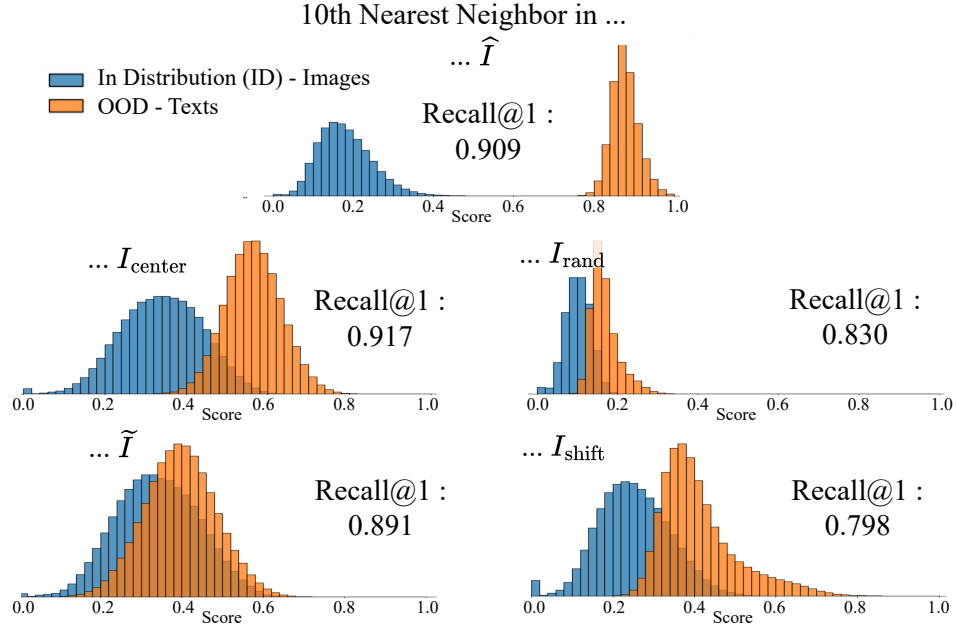 10th Nearest Neighbor in ...
... Î
In Distribution (ID) - Images
OOD - Texts
Recall@1 :
0.909
0.0 0.2 0.4 0.6 0.8 1.0
Score
... I_center
Recall@1 :
0.917
0.0 0.2 0.4 0.6 0.8 1.0
Score
... I_rand
Recall@1 :
0.830
0.0 0.2 0.4 0.6 0.8 1.0
Score
... Ĩ
Recall@1 :
0.891
0.0 0.2 0.4 0.6 0.8 1.0
Score
... I_shift
Recall@1 :
0.798
0.0 0.2 0.4 0.6 0.8 1.0
Score